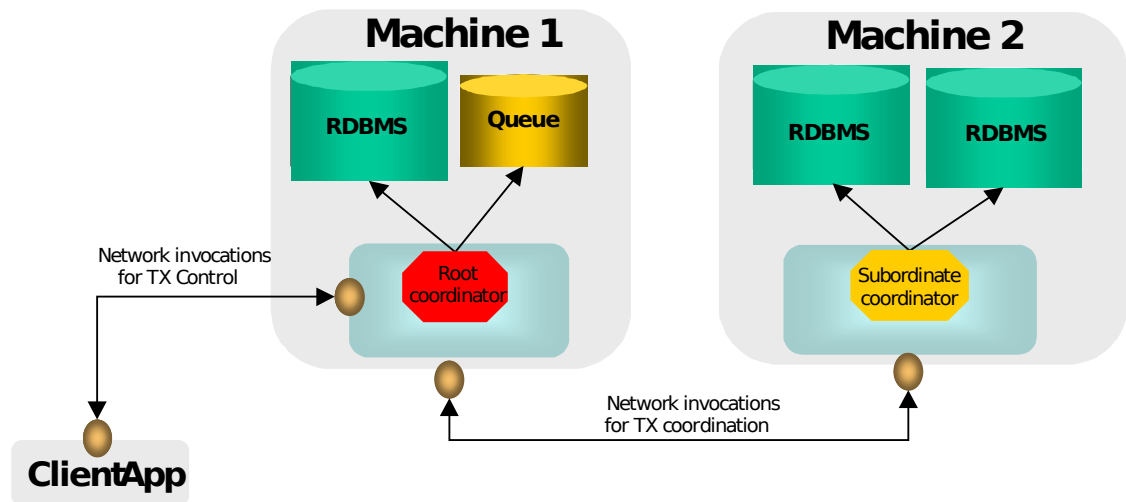 Machine 1
Machine 2
RDBMS
Queue
RDBMS
RDBMS
Network invocations
for TX Control
Root
coordinator
Subordinate
coordinator
Network invocations
for TX coordination
ClientApp